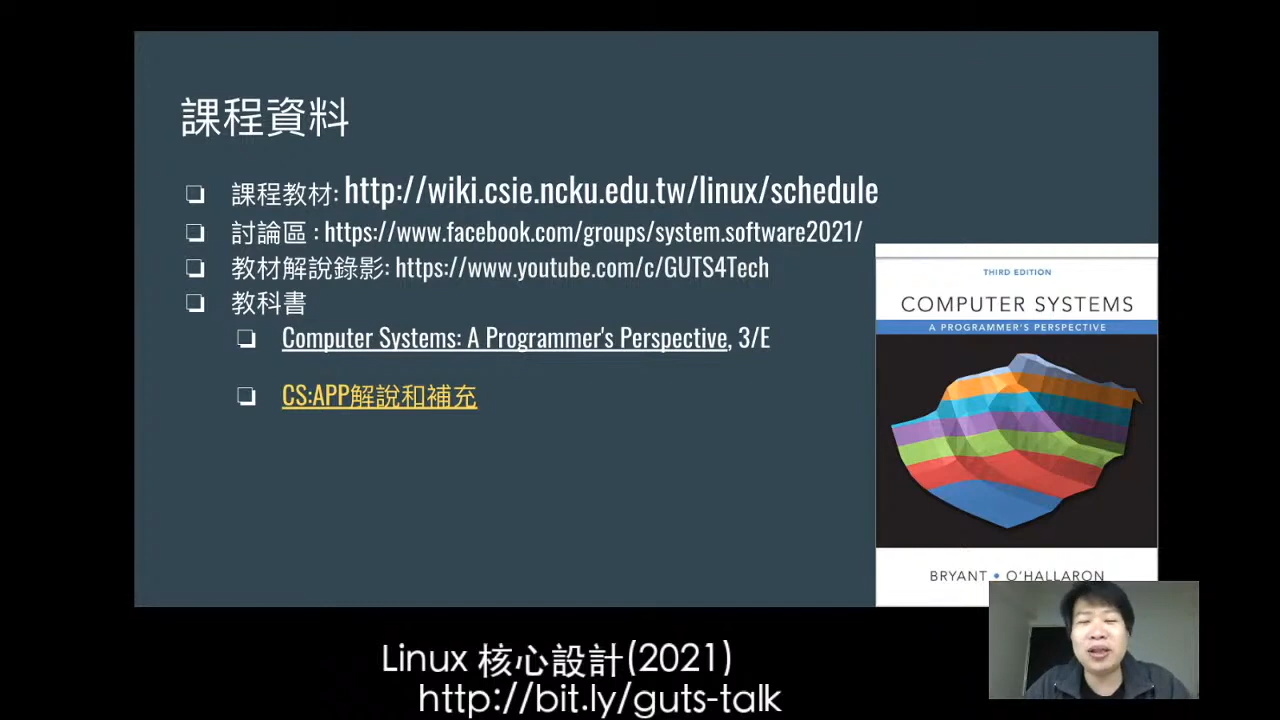 課程資料
❏ 課程教材: http://wiki.csie.ncku.edu.tw/linux/schedule
❏ 討論區 : https://www.facebook.com/groups/system.software2021/
❏ 教材解說錄影: https://www.youtube.com/c/GUTS4Tech
❏ 教科書
❏ Computer Systems: A Programmer's Perspective, 3/E
❏ CS:APP解說和補充
THIRD EDITION
COMPUTER SYSTEMS
A PROGRAMMER'S PERSPECTIVE
BRYANT • O'HALLARON
Linux 核心設計(2021)
http://bit.ly/guts-talk